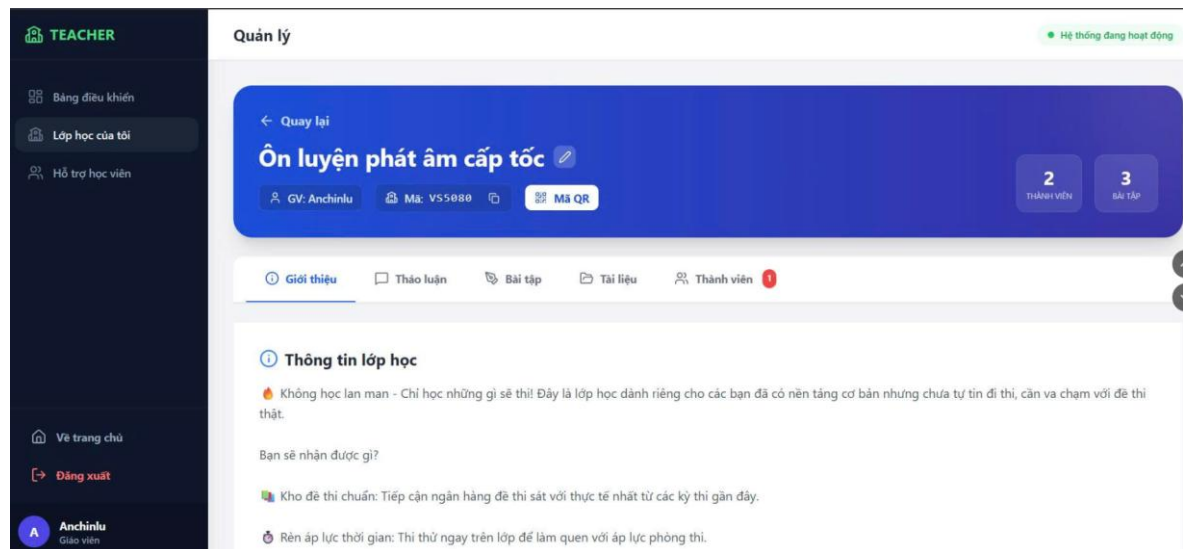 TEACHER
Quản lý
Hệ thống đang hoạt động
Bảng điều khiển
Lớp học của tôi
Hỗ trợ học viên
Quay lại
Ôn luyện phát âm cấp tốc
GV: Anchinlu
Mã: VS5080
Mã QR
2
THÀNH VIÊN
3
BÀI TẬP
Giới thiệu
Thảo luận
Bài tập
Tài liệu
Thành viên 1
Thông tin lớp học
Không học lan man - Chỉ học những gì sẽ thi! Đây là lớp học dành riêng cho các bạn đã có nền tảng cơ bản nhưng chưa tự tin đi thi, cần va chạm với đề thi
thật.
Bạn sẽ nhận được gì?
Kho đề thi chuẩn: Tiếp cận ngân hàng đề thi sát với thực tế nhất từ các kỳ thi gần đây.
Rèn áp lực thời gian: Thi thử ngay trên lớp để làm quen với áp lực phòng thi.
Về trang chủ
Đăng xuất
A
Anchinlu
Giáo viên